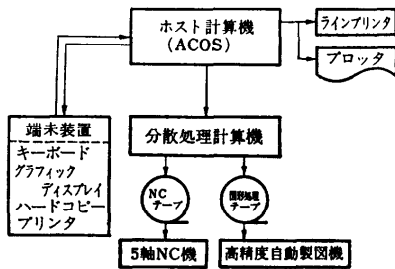 ホスト計算機
(ACOS)
ラインプリンタ
プロッタ
端未装置
キーボード
グラフィック
ディスプレイ
ハードコピー
プリンタ
分散処理計算機
NC
テープ
図形処理
テープ
5軸NC機
高精度自動製図機